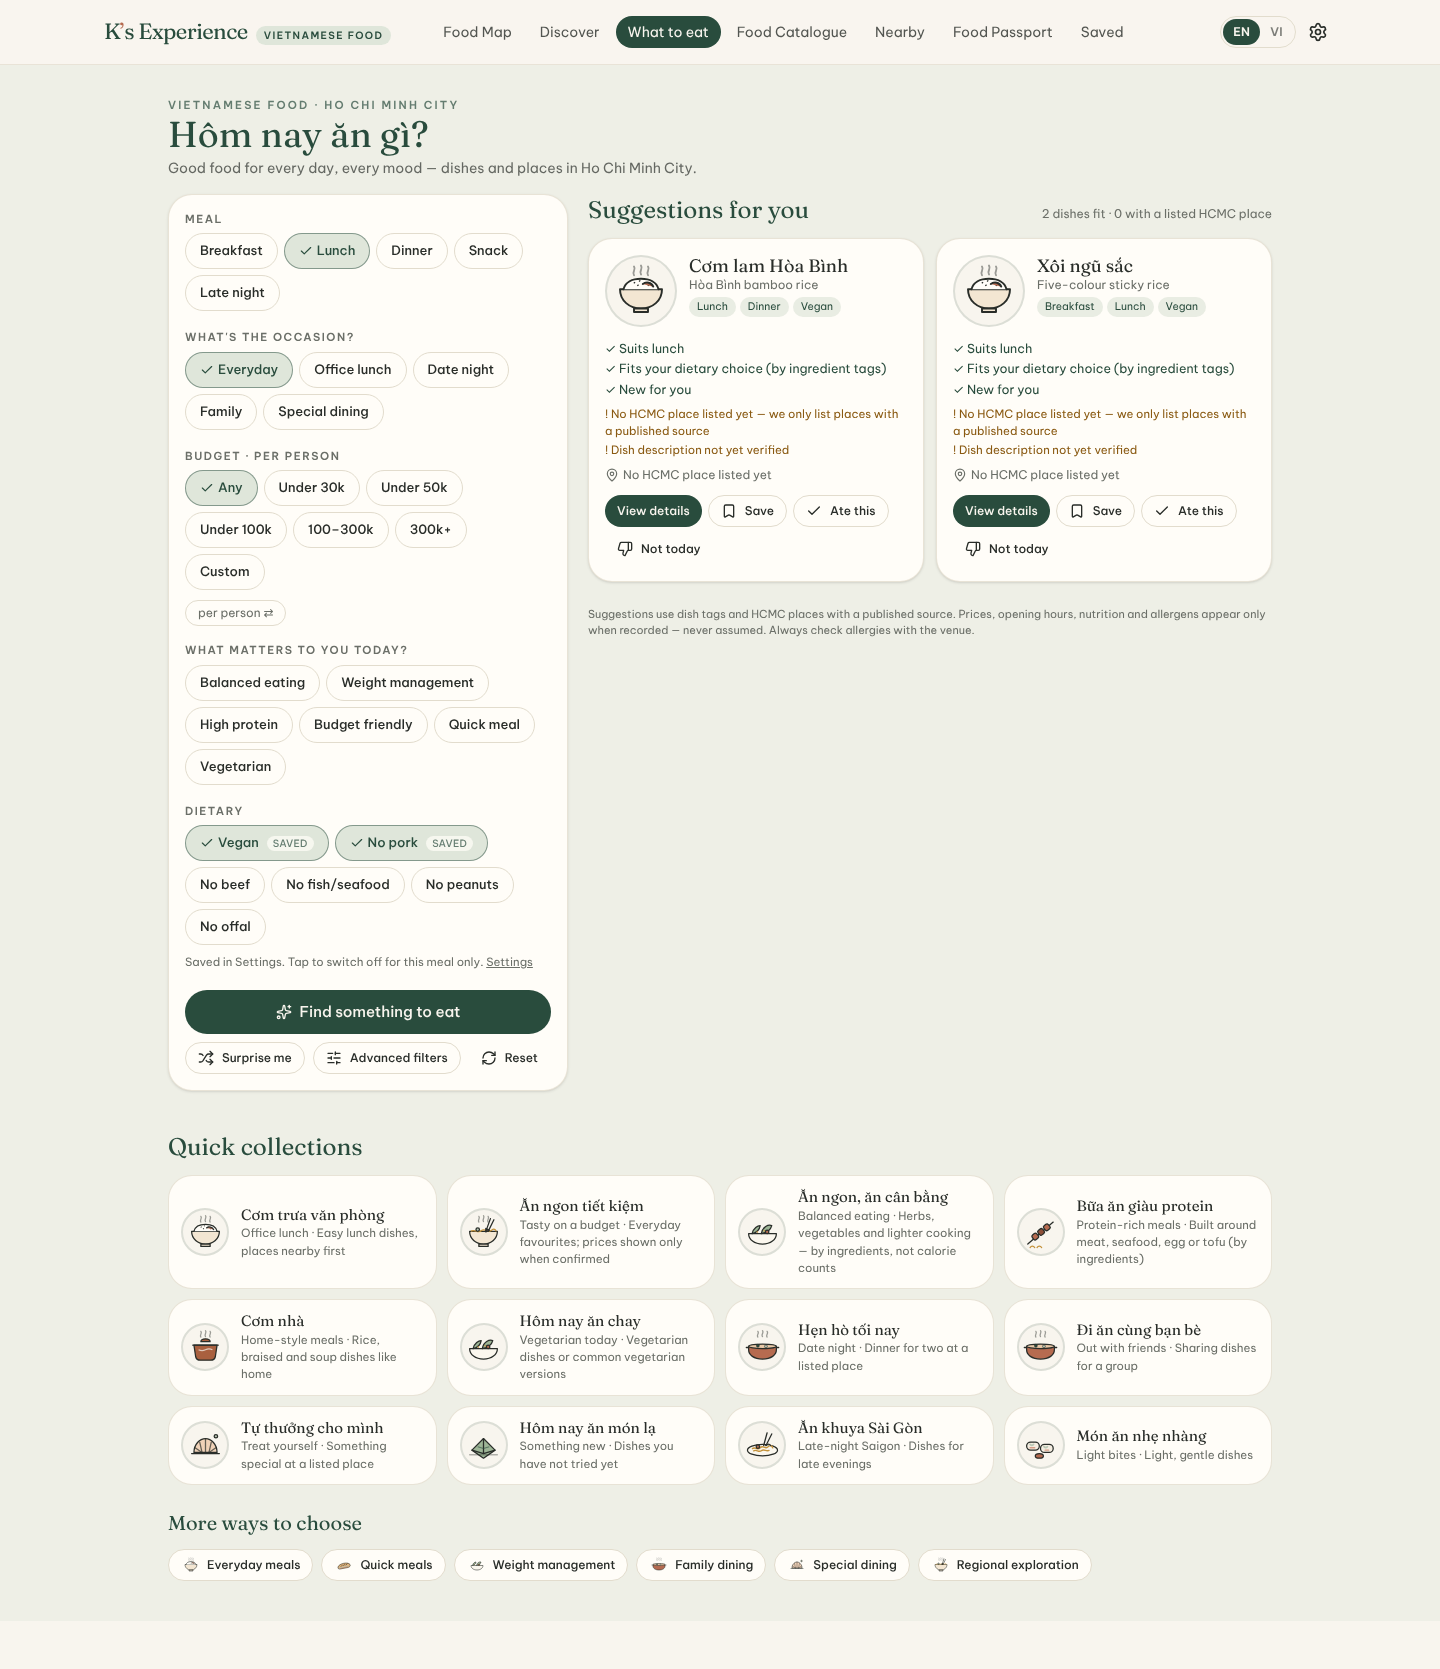 K's Experience VIETNAMESE FOOD
Food Map
Discover
What to eat
Food Catalogue
Nearby
Food Passport
Saved
EN VI
VIETNAMESE FOOD · HO CHI MINH CITY
Hôm nay ăn gì?
Good food for every day, every mood — dishes and places in Ho Chi Minh City.
MEAL
Breakfast
✓ Lunch
Dinner
Snack
Late night
WHAT'S THE OCCASION?
✓ Everyday
Office lunch
Date night
Family
Special dining
BUDGET · PER PERSON
✓ Any
Under 30k
Under 50k
Under 100k
100–300k
300k+
Custom
per person ⇄
WHAT MATTERS TO YOU TODAY?
Balanced eating
Weight management
High protein
Budget friendly
Quick meal
Vegetarian
DIETARY
✓ Vegan SAVED
✓ No pork SAVED
No beef
No fish/seafood
No peanuts
No offal
Saved in Settings. Tap to switch off for this meal only. Settings
Find something to eat
Surprise me
Advanced filters
Reset
Suggestions for you
2 dishes fit · 0 with a listed HCMC place
Cơm lam Hòa Bình
Hòa Bình bamboo rice
Lunch Dinner Vegan
✓ Suits lunch
✓ Fits your dietary choice (by ingredient tags)
✓ New for you
! No HCMC place listed yet — we only list places with
a published source
! Dish description not yet verified
No HCMC place listed yet
View details
Save
Ate this
Not today
Xôi ngũ sắc
Five-colour sticky rice
Breakfast Lunch Vegan
✓ Suits lunch
✓ Fits your dietary choice (by ingredient tags)
✓ New for you
! No HCMC place listed yet — we only list places with
a published source
! Dish description not yet verified
No HCMC place listed yet
View details
Save
Ate this
Not today
Suggestions use dish tags and HCMC places with a published source. Prices, opening hours, nutrition and allergens appear only
when recorded — never assumed. Always check allergies with the venue.
Quick collections
Cơm trưa văn phòng
Office lunch · Easy lunch dishes,
places nearby first
Ăn ngon tiết kiệm
Tasty on a budget · Everyday
favourites; prices shown only
when confirmed
Ăn ngon, ăn cân bằng
Balanced eating · Herbs,
vegetables and lighter cooking
— by ingredients, not calorie
counts
Bữa ăn giàu protein
Protein-rich meals · Built around
meat, seafood, egg or tofu (by
ingredients)
Cơm nhà
Home-style meals · Rice,
braised and soup dishes like
home
Hôm nay ăn chay
Vegetarian today · Vegetarian
dishes or common vegetarian
versions
Hẹn hò tối nay
Date night · Dinner for two at a
listed place
Đi ăn cùng bạn bè
Out with friends · Sharing dishes
for a group
Tự thưởng cho mình
Treat yourself · Something
special at a listed place
Hôm nay ăn món lạ
Something new · Dishes you
have not tried yet
Ăn khuya Sài Gòn
Late-night Saigon · Dishes for
late evenings
Món ăn nhẹ nhàng
Light bites · Light, gentle dishes
More ways to choose
Everyday meals
Quick meals
Weight management
Family dining
Special dining
Regional exploration